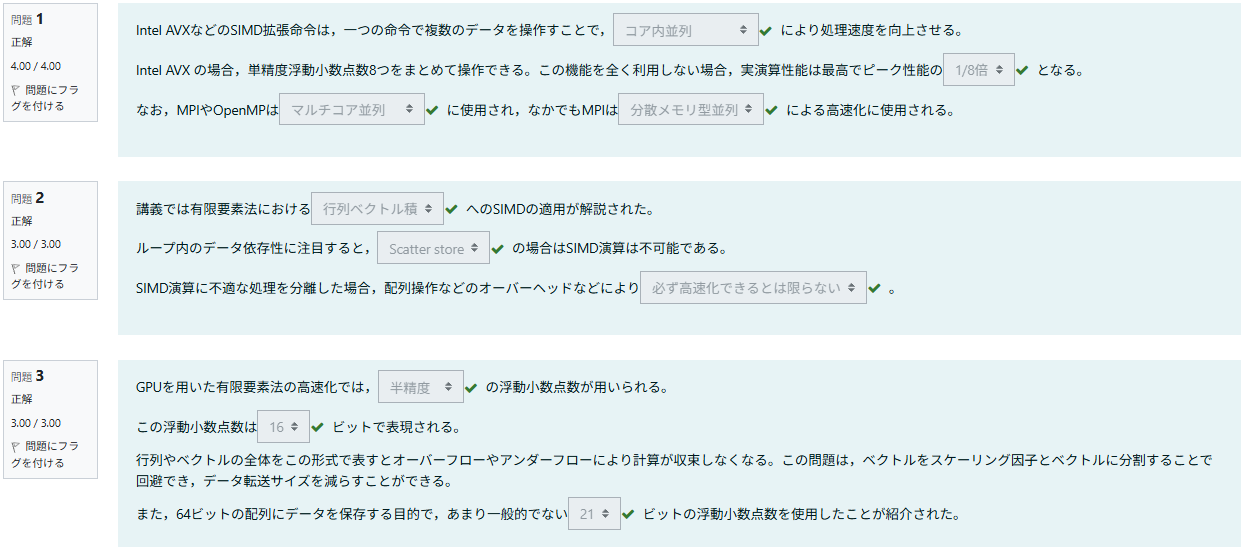 問題 1
正解
4.00 / 4.00
問題にフラグを付ける
Intel AVXなどのSIMD拡張命令は，一つの命令で複数のデータを操作すことで， コア内並列 により処理速度を向上させる。
Intel AVX の場合，単精度浮動小数点数8つをまとめて操作できる。この機能を全く利用しない場合，実演算性能は最高でピーク性能の 1/8倍 となる。
なお，MPIやOpenMPは マルチコア並列 に使用され，なかでもMPIは 分散メモリ型並列 による高速化に使用される。
問題 2
正解
3.00 / 3.00
問題にフラグを付ける
講義では有限要素法における 行列ベクトル積 へのSIMDの適用が解説された。
ループ内のデータ依存性に注目すると， Scatter store の場合はSIMD演算は不可能である。
SIMD演算に不適な処理を分離した場合，配列操作などのオーバーヘッドなどにより 必ず高速化できるとは限らない 。
問題 3
正解
3.00 / 3.00
問題にフラグを付ける
GPUを用いた有限要素法の高速化では， 半精度 の浮動小数点数が用いられる。
この浮動小数点数は 16 ビットで表現される。
行列やベクトルの全体をこの形式で表すとオーバーフローやアンダーフローにより計算が収束しなくなる。この問題は，ベクトルをスケーリング因子とベクトルに分割することで
回避でき，データ転送サイズを減らすことができる。
また，64ビットの配列にデータを保存する目的で，あまり一般的でない 21 ビットの浮動小数点数を使用したことが紹介された。